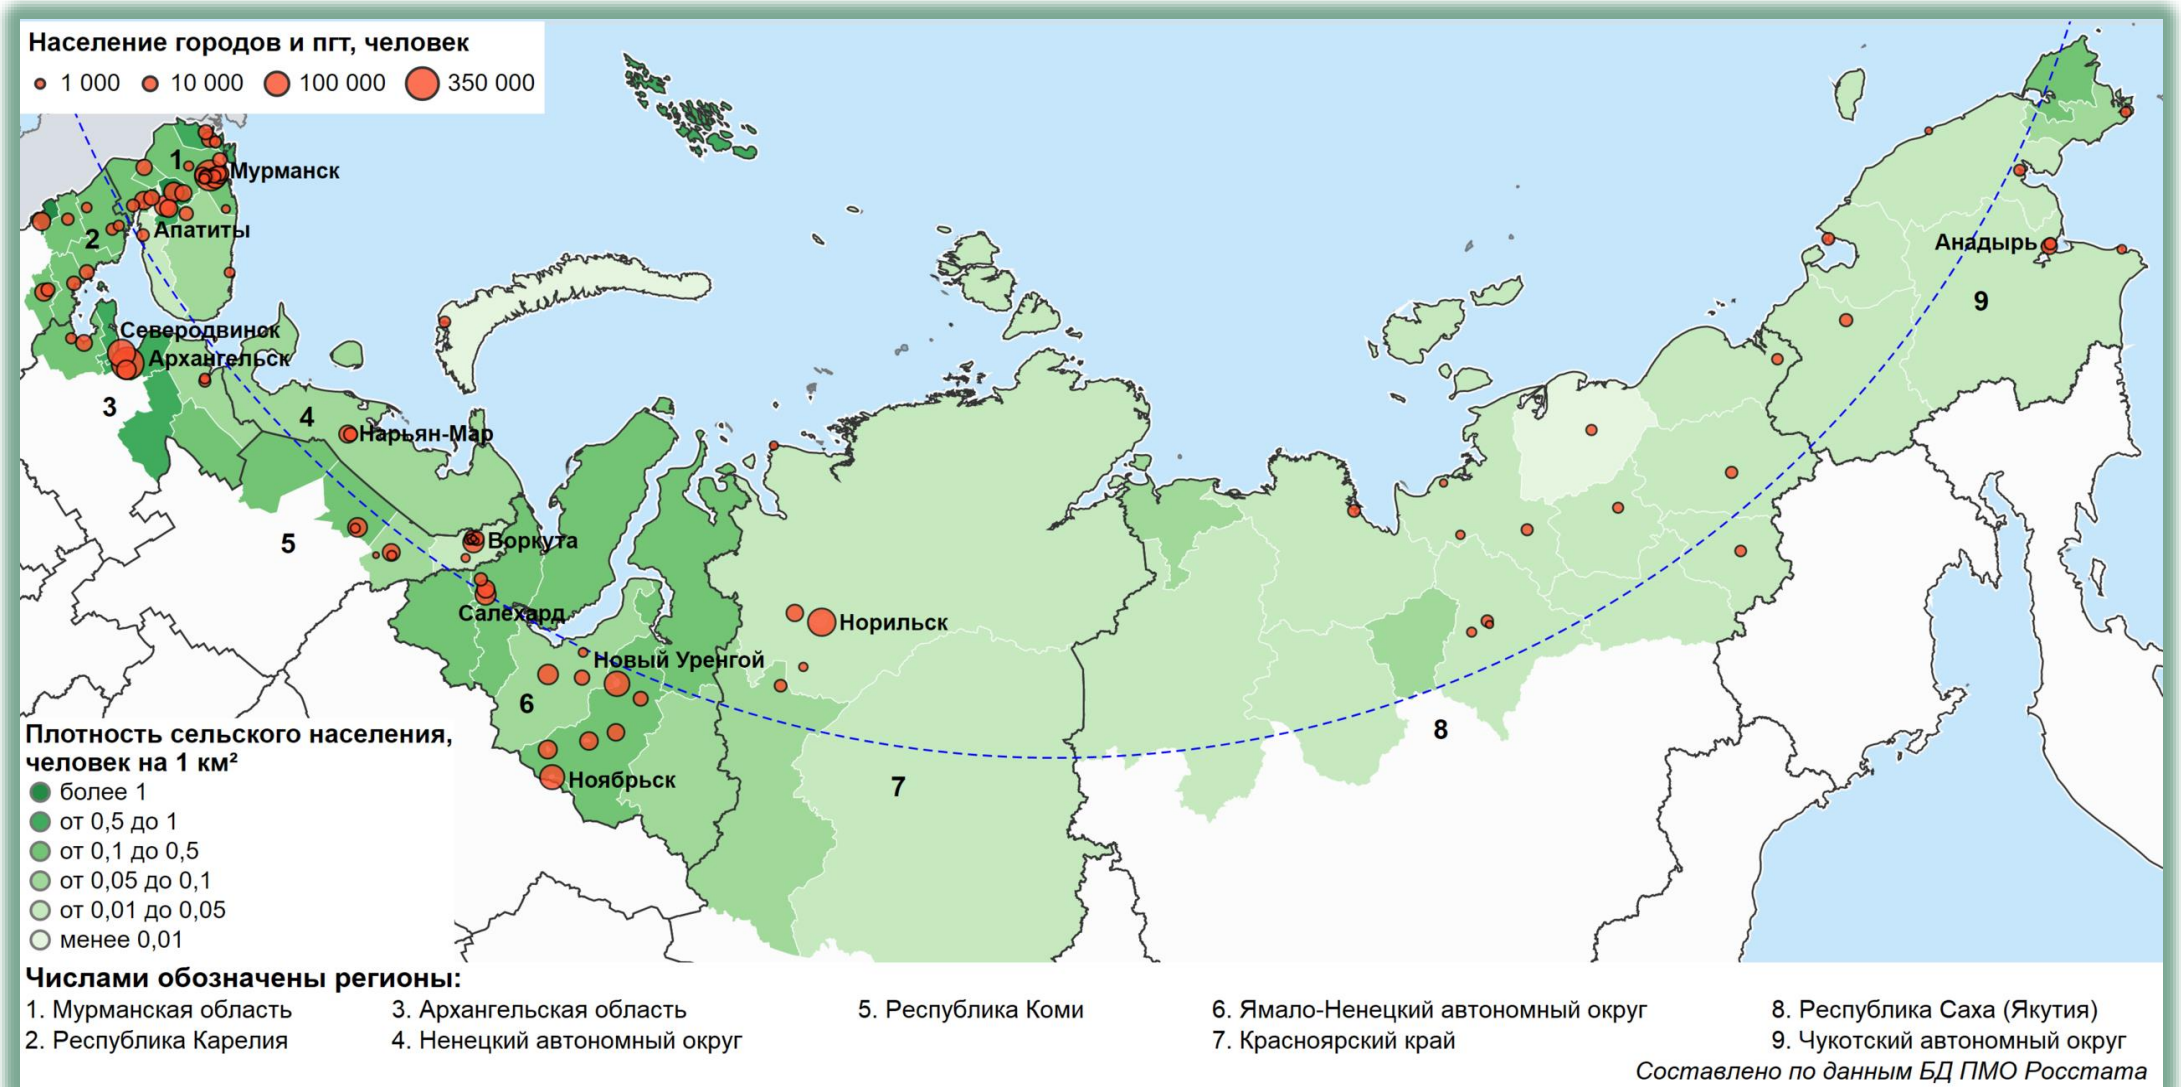 Население городов и пгт, человек
1 000 10 000 100 000 350 000
1
Мурманск
2
Апатиты
Анадырь
9
Северодвинск
Архангельск
3
4
Нарьян-Мар
5
Воркута
Салехард
Норильск
Новый Уренгой
6
8
Ноябрьск
7
Плотность сельского населения,
человек на 1 км²
более 1
от 0,5 до 1
от 0,1 до 0,5
от 0,05 до 0,1
от 0,01 до 0,05
менее 0,01
Числами обозначены регионы:
1. Мурманская область 3. Архангельская область 5. Республика Коми 6. Ямало-Ненецкий автономный округ 8. Республика Саха (Якутия)
2. Республика Карелия 4. Ненецкий автономный округ 7. Красноярский край 9. Чукотский автономный округ
Составлено по данным БД ПМО Росстата